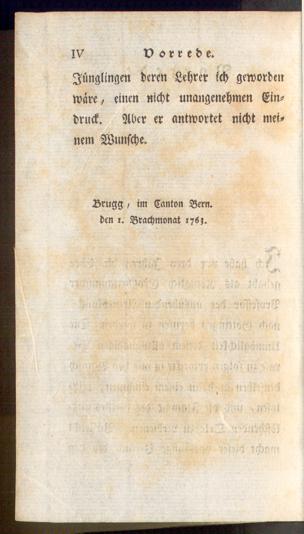 IV Vorrede.
Jünglingen deren Lehrer ich geworden
wäre, einen nicht unangenehmen Ein-
druck. Aber er antwortet nicht mei-
nem Wunsche.
Brugg, im Canton Bern.
den 1. Brachmonat 1763.